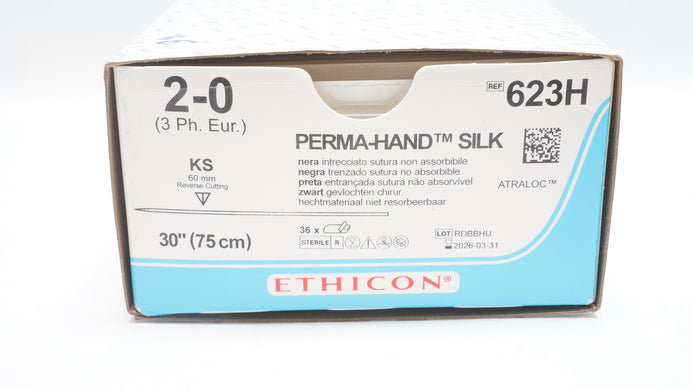 2-0
(3 Ph. Eur.)
REF 623H
PERMA-HAND™ SILK
KS
60 mm
Reverse Cutting
nera intrecciato sutura non assorbibile
negra trenzado sutura no absorbible
preta entrançada sutura não absorvível
zwart gevlochten chirur.
hechtmateriaal niet resorbeerbaar
ATRALOC™
30" (75 cm)
36 x
STERILE R
LOT RDBBHU
2026-03-31
ETHICON®